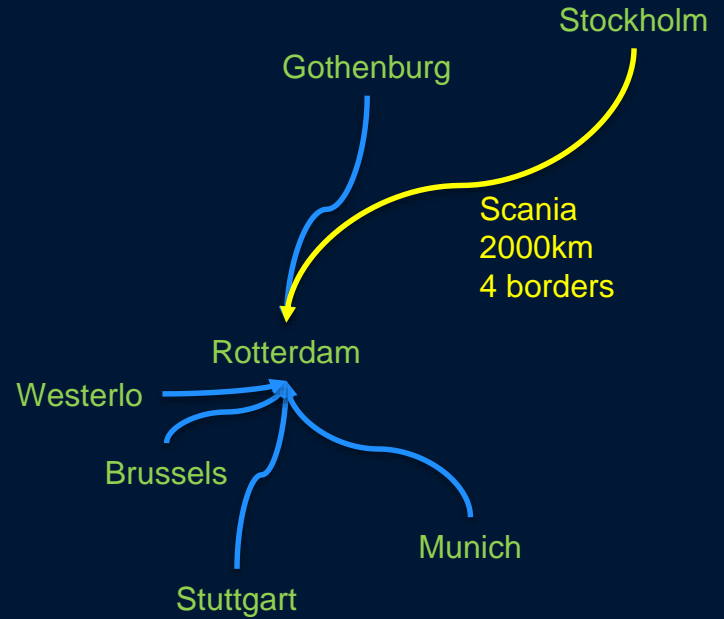 Stockholm
Gothenburg
Scania
2000km
4 borders
Rotterdam
Westerlo
Brussels
Munich
Stuttgart